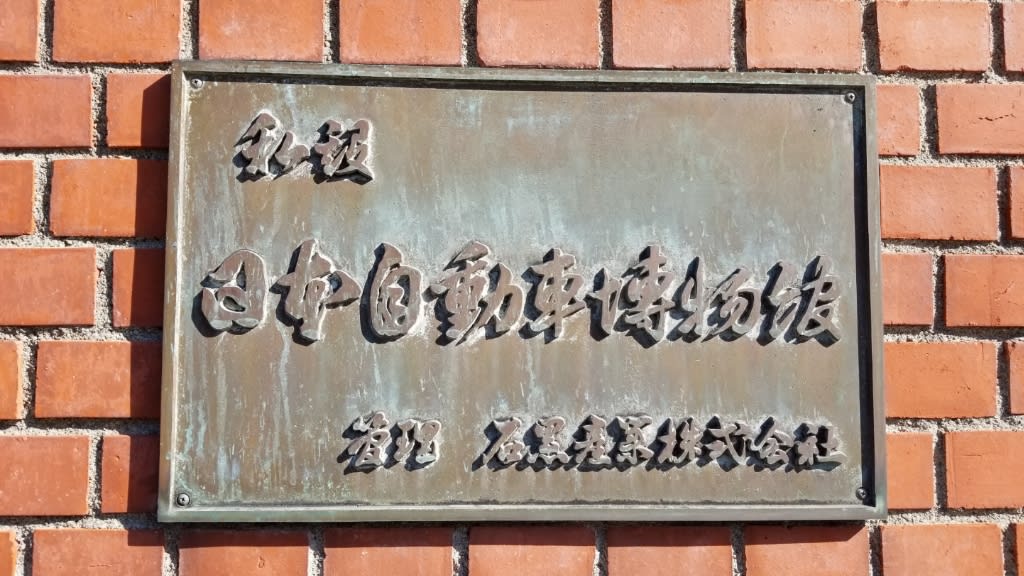 私設
日本自動車博物館
管理 石黒産業株式会社